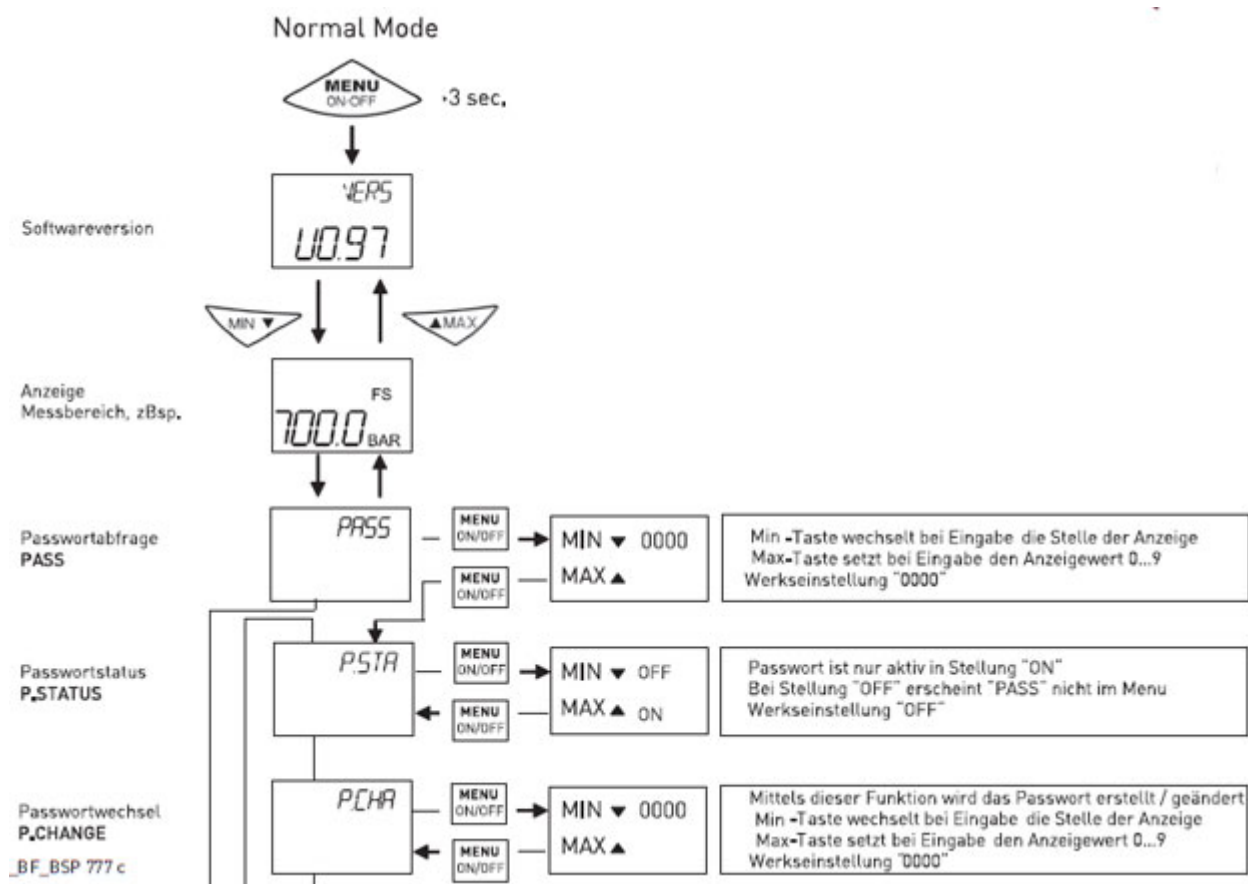 Normal Mode
MENU
ON-OFF
›3 sec.
VERS
Softwareversion
U0.97
MIN ▼
▲MAX
Anzeige
Messbereich, zBsp.
FS
700.0 BAR
Passwortabfrage
PASS
PASS
MENU
ON/OFF
MENU
ON/OFF
MIN ▼ 0000
MAX ▲
Min -Taste wechselt bei Eingabe die Stelle der Anzeige
Max-Taste setzt bei Eingabe den Anzeigewert 0...9
Werkseinstellung "0000"
Passwortstatus
P.STATUS
P.STA
MENU
ON/OFF
MENU
ON/OFF
MIN ▼ OFF
MAX ▲ ON
Passwort ist nur aktiv in Stellung "ON"
Bei Stellung "OFF" erscheint "PASS" nicht im Menu
Werkseinstellung "OFF"
Passwortwechsel
P.CHANGE
P.CHA
MENU
ON/OFF
MENU
ON/OFF
MIN ▼ 0000
MAX ▲
Mittels dieser Funktion wird das Passwort erstellt / geändert
Min -Taste wechselt bei Eingabe die Stelle der Anzeige
Max-Taste setzt bei Eingabe den Anzeigewert 0...9
Werkseinstellung "0000"
_BF_BSP 777 c